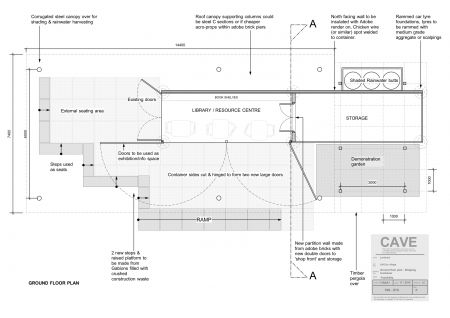 Corrugated steel canopy over for
shading & rainwater harvesting
Roof canopy supporting columns could
be steel C sections or if cheaper
acro-props within adobe brick piers
A
North facing wall to be
insulated with Adobe
render on, Chicken wire
(or similar) spot welded
to container.
Rammed car tyre
foundations, tyres to
be rammed with
medium grade
aggregate or scalpings
14400
Shaded Rainwater butts
Existing doors
BOOK SHELVES
External seating area
LIBRARY / RESOURCE CENTRE
STORAGE
7400
Doors to be used as
exhibition/info space
Steps used
as seats
Demonstration
garden
Container sides cut & hinged to form two new large doors
3000
1000
RAMP
1000
2 new steps &
raised platform to
be made from
Gabions filled with
crushed
construction waste
New partition wall made
from adobe bricks with
new double doors to
'shop front' and storage
A
Timber
pergola
over
CAVE
GROUND FLOOR PLAN